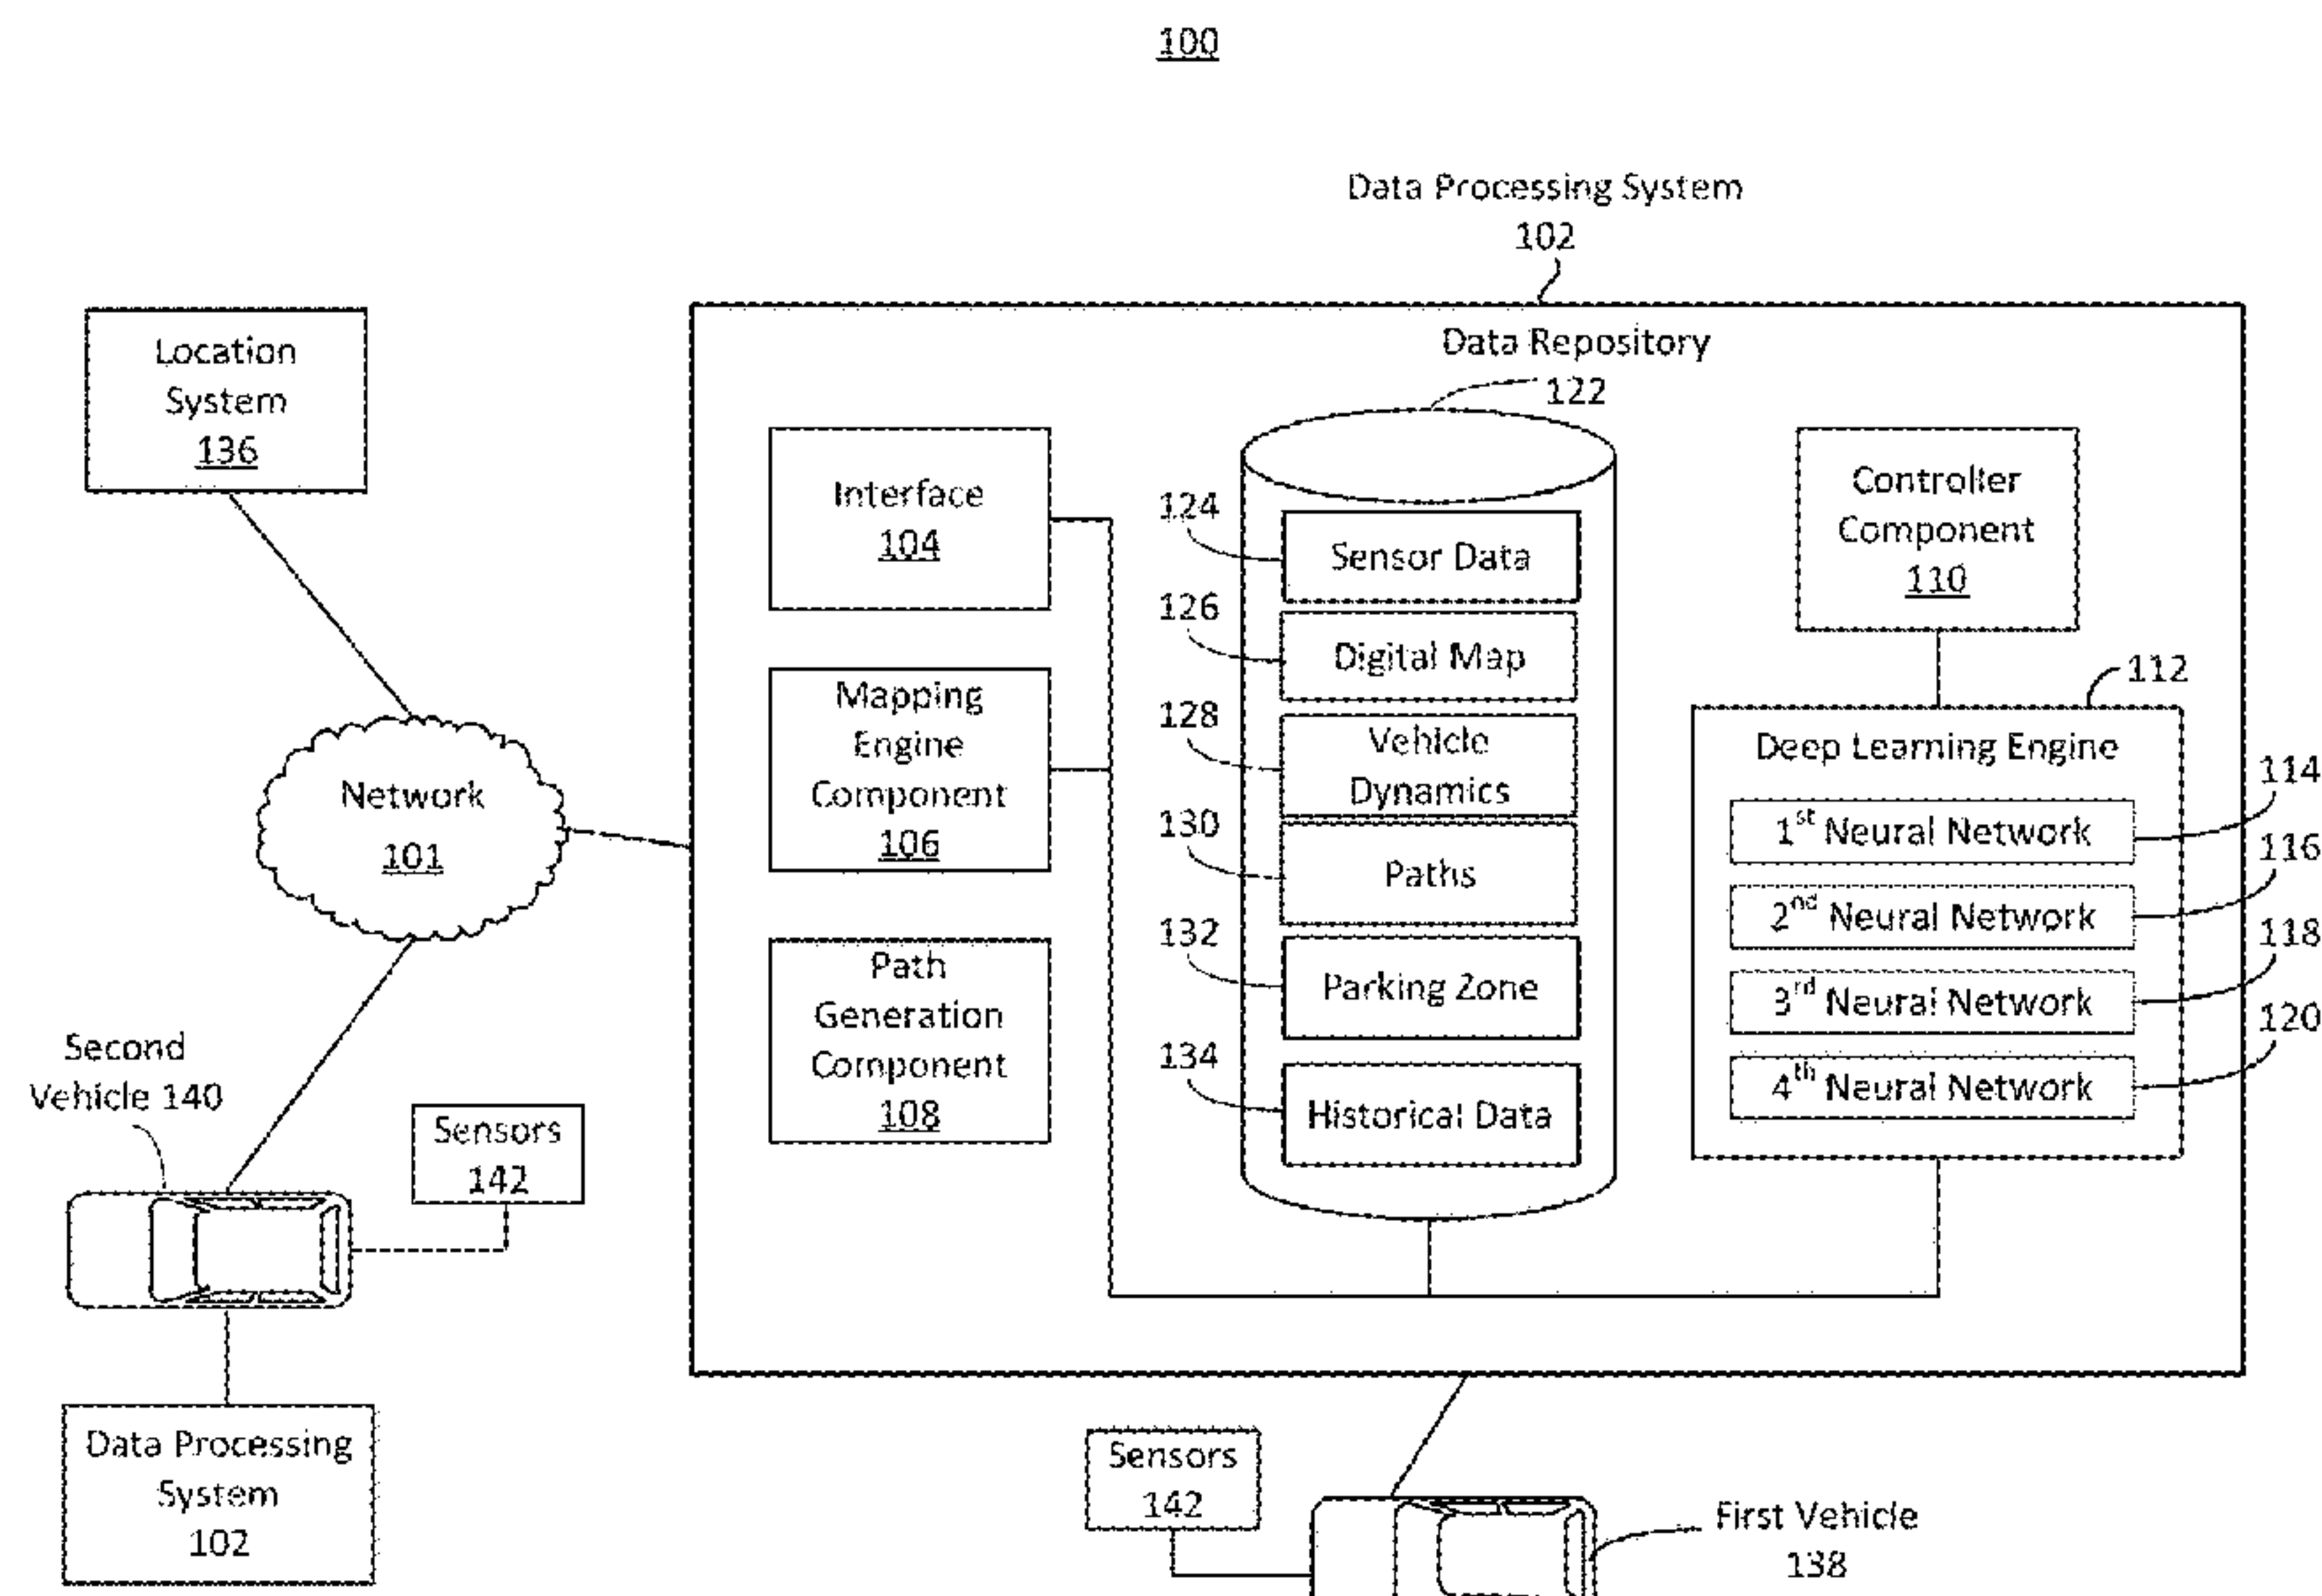 100
Data Processing System
102
Location
System
136
Data Repository
122
Interface
104
Controller
Component
110
124
Sensor Data
126
Digital Map
112
Mapping
Engine
Component
106
128
Vehicle
Dynamics
Deep Learning Engine
114
1st Neural Network
116
2nd Neural Network
118
3rd Neural Network
120
4th Neural Network
Network
101
130
Paths
132
Parking Zone
134
Historical Data
Path
Generation
Component
108
Second
Vehicle 140
Sensors
142
Data Processing
System
102
Sensors
142
First Vehicle
138